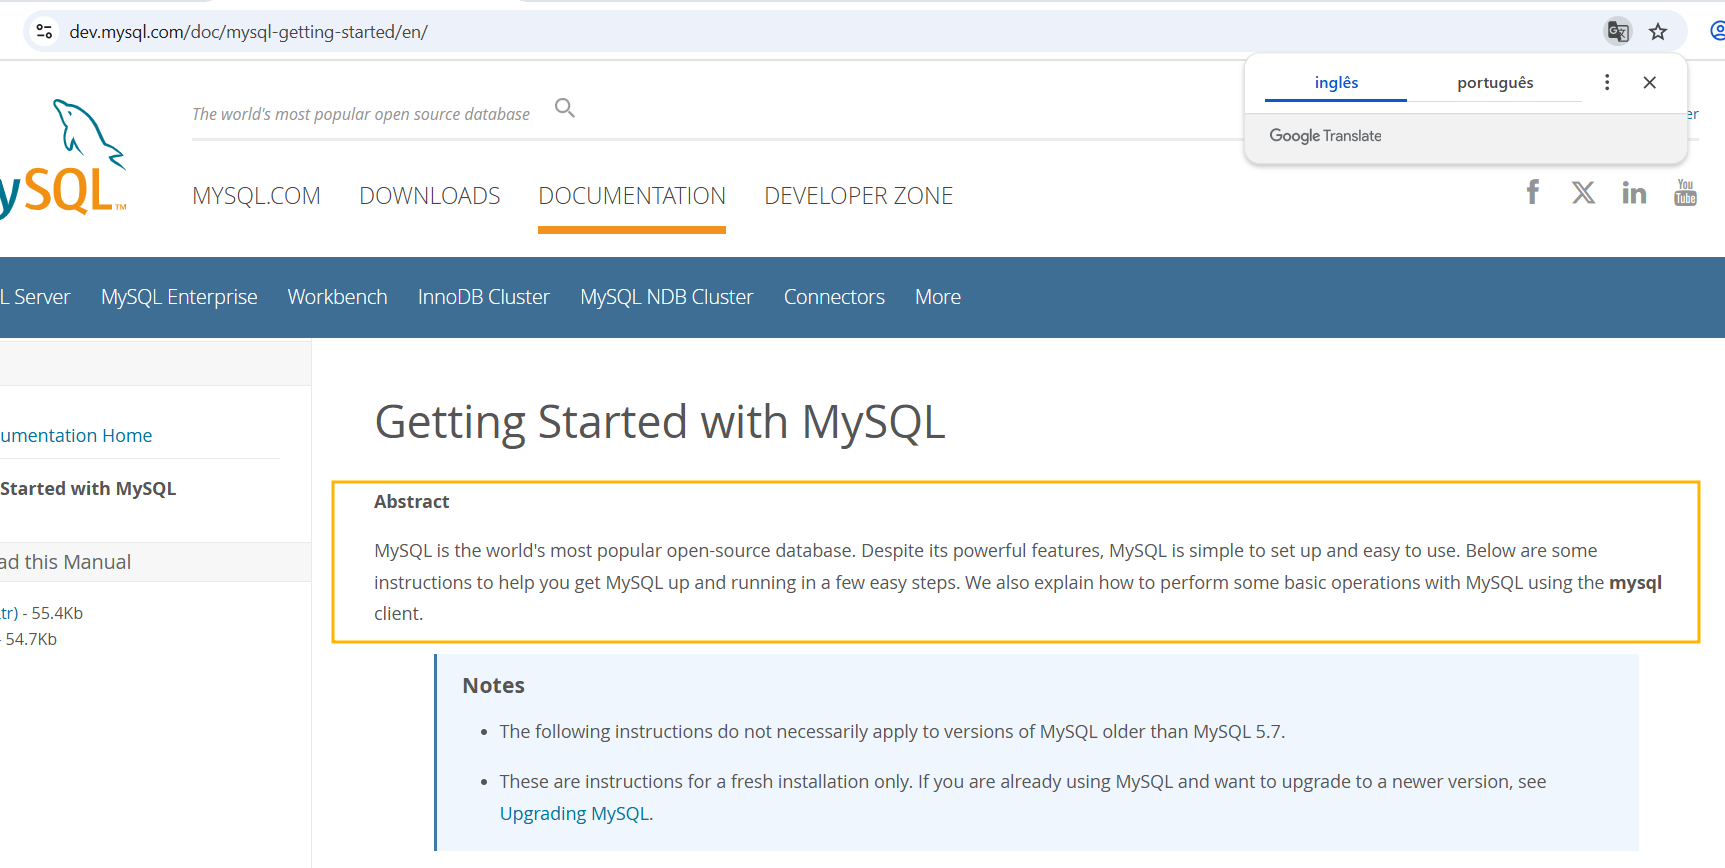 dev.mysql.com/doc/mysql-getting-started/en/
inglês português
Google Translate
The world's most popular open source database
er
ySQL™
MYSQL.COM DOWNLOADS DOCUMENTATION DEVELOPER ZONE
f X in You Tube
L Server MySQL Enterprise Workbench InnoDB Cluster MySQL NDB Cluster Connectors More
umentation Home
Started with MySQL
ad this Manual
tr) - 55.4Kb
- 54.7Kb
Getting Started with MySQL
Abstract
MySQL is the world's most popular open-source database. Despite its powerful features, MySQL is simple to set up and easy to use. Below are some
instructions to help you get MySQL up and running in a few easy steps. We also explain how to perform some basic operations with MySQL using the mysql
client.
Notes
• The following instructions do not necessarily apply to versions of MySQL older than MySQL 5.7.
• These are instructions for a fresh installation only. If you are already using MySQL and want to upgrade to a newer version, see
Upgrading MySQL.